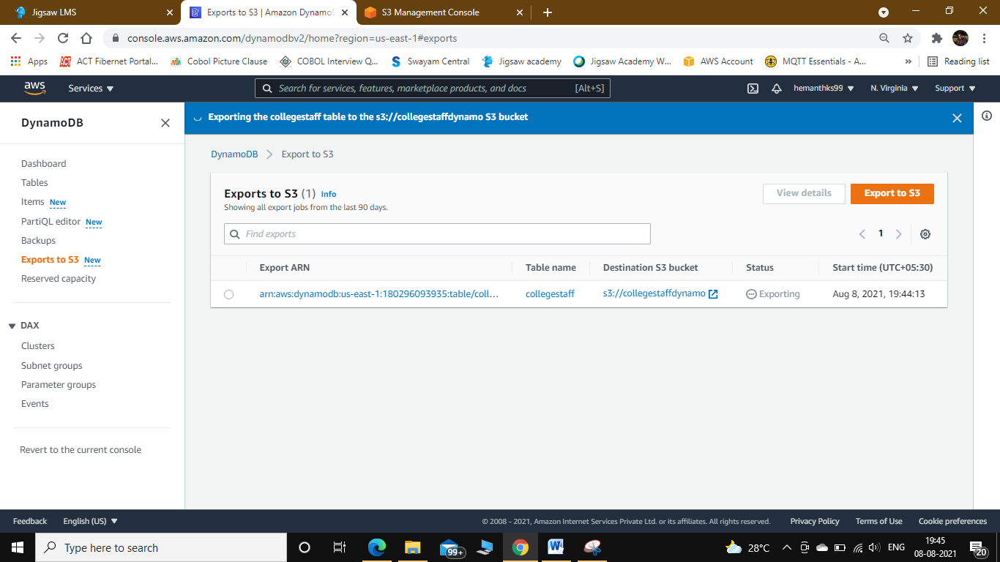 Jigsaw LMS
Exports to S3 | Amazon Dynamo
S3 Management Console
console.aws.amazon.com/dynamodbv2/home?region=us-east-1#exports
Apps
ACT Fibernet Portal...
Cobol Picture Clause
COBOL Interview Q...
Swayam Central
Jigsaw academy
Jigsaw Academy W...
AWS Account
MQTT Essentials - A...
»
Reading list
aws
Services
Search for services, features, marketplace products, and docs
[Alt+S]
hemanthks99
N. Virginia
Support
DynamoDB
Dashboard
Tables
Items New
PartiQL editor New
Backups
Exports to S3 New
Reserved capacity
DAX
Clusters
Subnet groups
Parameter groups
Events
Revert to the current console
Exporting the collegestaff table to the s3://collegestaffdynamo S3 bucket
DynamoDB > Export to S3
Exports to S3 (1) Info
Showing all export jobs from the last 90 days.
View details
Export to S3
Find exports
1
Export ARN Table name Destination S3 bucket Status Start time (UTC+05:30)
arn:aws:dynamodb:us-east-1:180296093935:table/coll... collegestaff s3://collegestaffdynamo Exporting Aug 8, 2021, 19:44:13
Feedback
English (US)
© 2008 - 2021, Amazon Internet Services Private Ltd. or its affiliates. All rights reserved.
Privacy Policy
Terms of Use
Cookie preferences
Type here to search
99+
28°C
ENG
19:45
08-08-2021
20